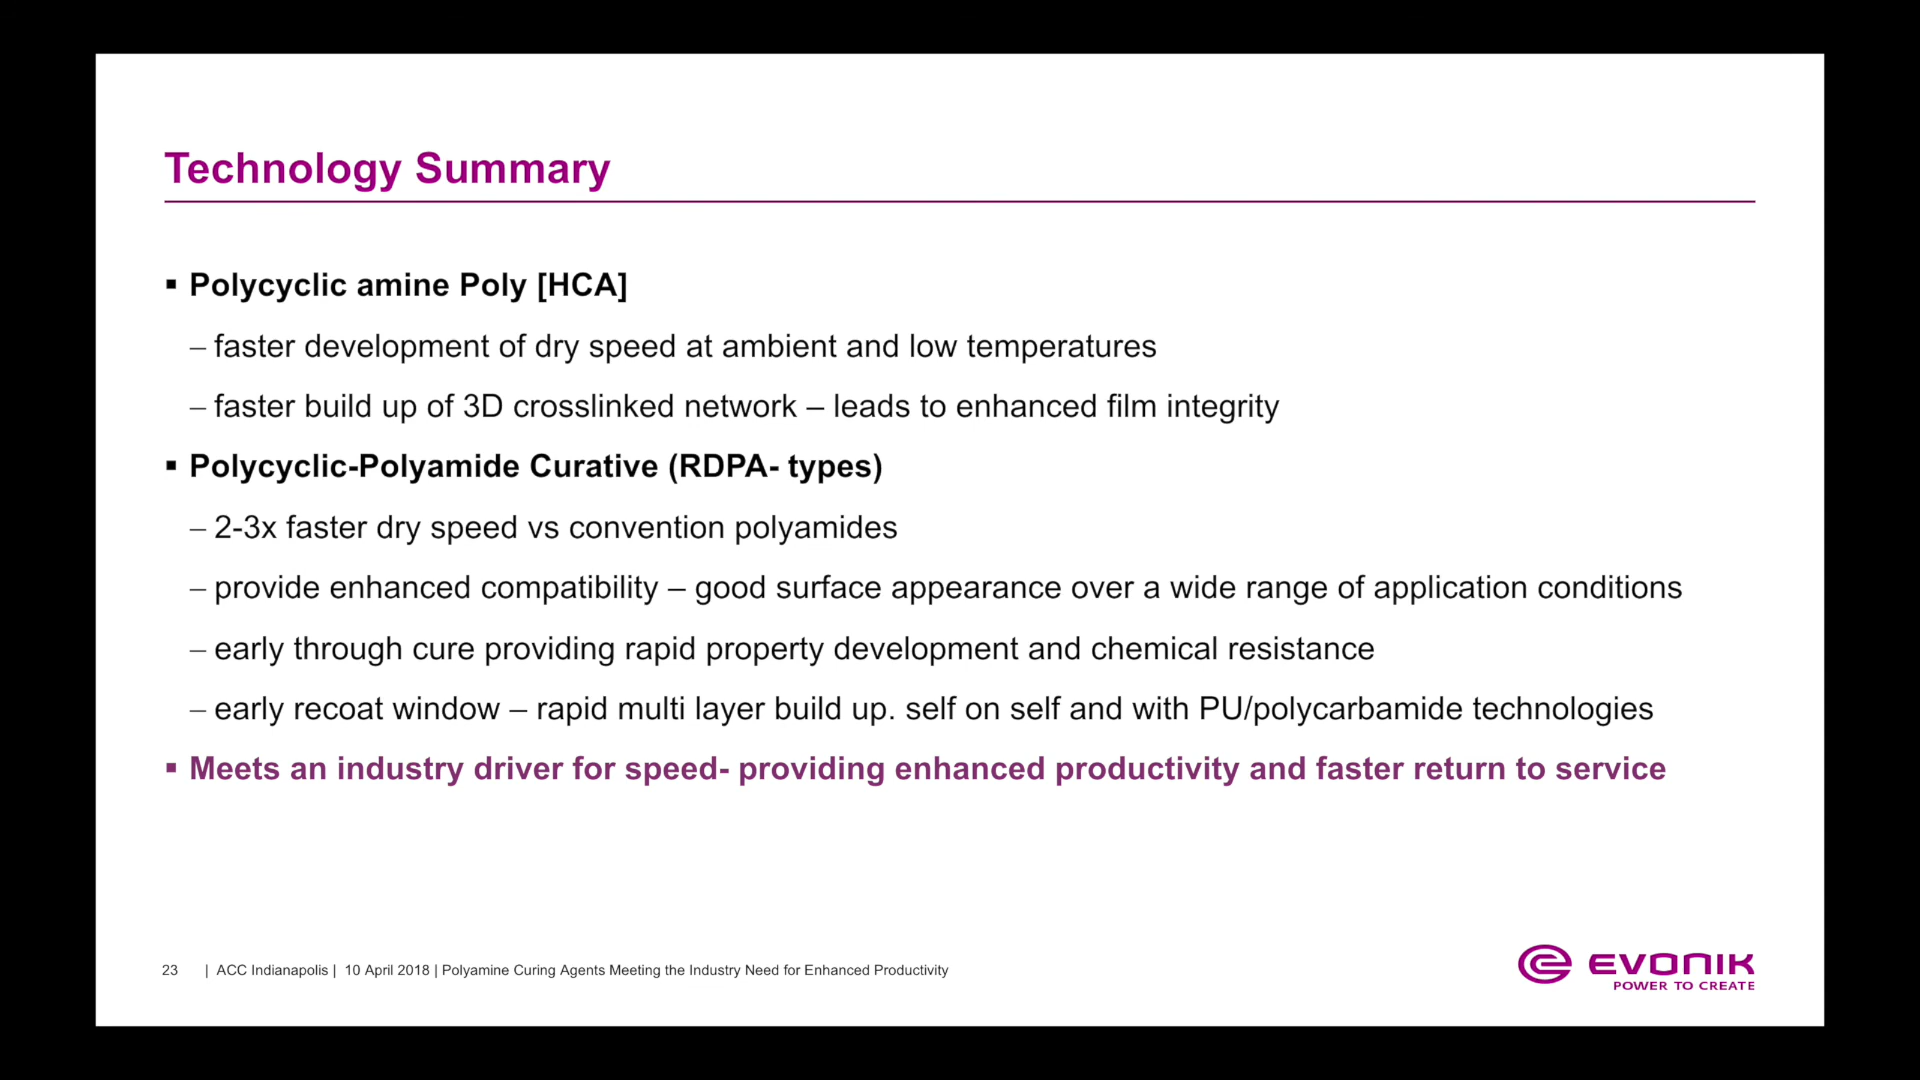 Technology Summary
▪ Polycyclic amine Poly [HCA]
– faster development of dry speed at ambient and low temperatures
– faster build up of 3D crosslinked network – leads to enhanced film integrity
▪ Polycyclic-Polyamide Curative (RDPA- types)
– 2-3x faster dry speed vs convention polyamides
– provide enhanced compatibility – good surface appearance over a wide range of application conditions
– early through cure providing rapid property development and chemical resistance
– early recoat window – rapid multi layer build up. self on self and with PU/polycarbamide technologies
▪ Meets an industry driver for speed- providing enhanced productivity and faster return to service
23 | ACC Indianapolis | 10 April 2018 | Polyamine Curing Agents Meeting the Industry Need for Enhanced Productivity
EVONIK
POWER TO CREATE